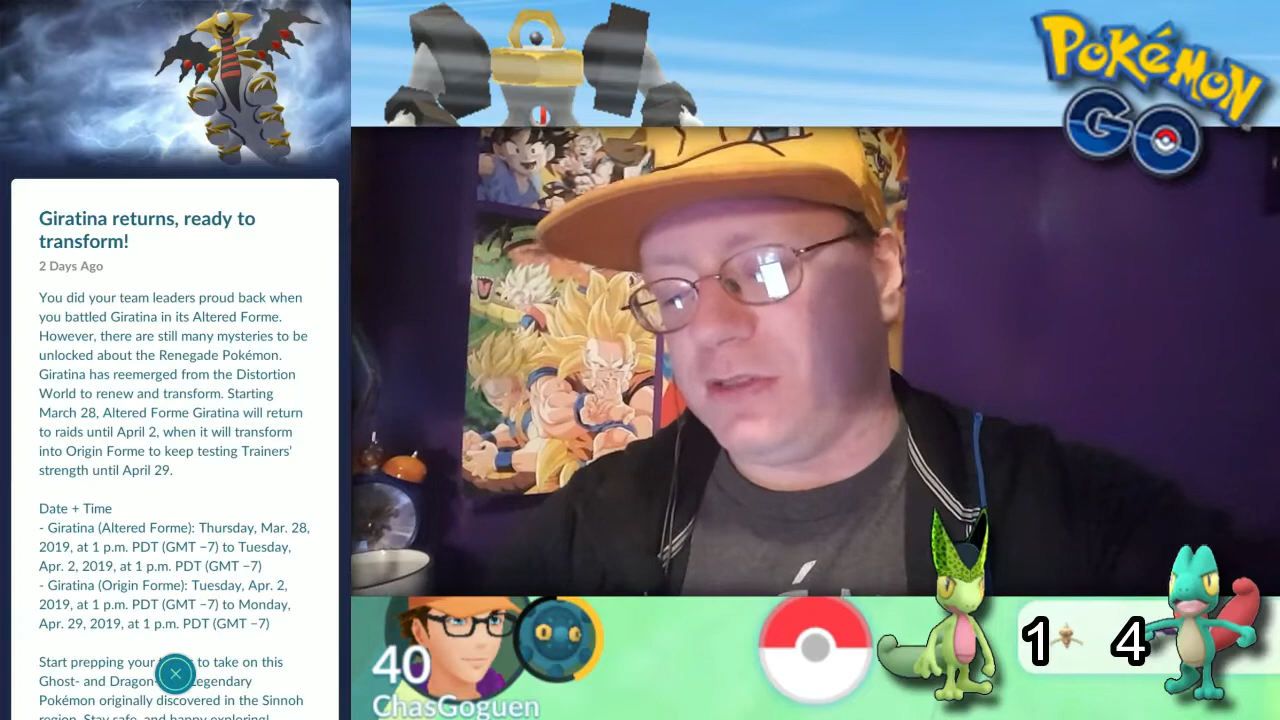 Giratina returns, ready to
transform!
2 Days Ago
You did your team leaders proud back when
you battled Giratina in its Altered Forme.
However, there are still many mysteries to be
unlocked about the Renegade Pokémon.
Giratina has reemerged from the Distortion
World to renew and transform. Starting
March 28, Altered Forme Giratina will return
to raids until April 2, when it will transform
into Origin Forme to keep testing Trainers'
strength until April 29.
Date + Time
- Giratina (Altered Forme): Thursday, Mar. 28,
2019, at 1 p.m. PDT (GMT −7) to Tuesday,
Apr. 2, 2019, at 1 p.m. PDT (GMT −7)
- Giratina (Origin Forme): Tuesday, Apr. 2,
2019, at 1 p.m. PDT (GMT −7) to Monday,
Apr. 29, 2019, at 1 p.m. PDT (GMT −7)
Start prepping your to take on this
Ghost- and Dragon- Legendary
Pokémon originally discovered in the Sinnoh
region. Stay safe, and happy exploring!
POKéMON
GO
40
ChasGoguen
1 4